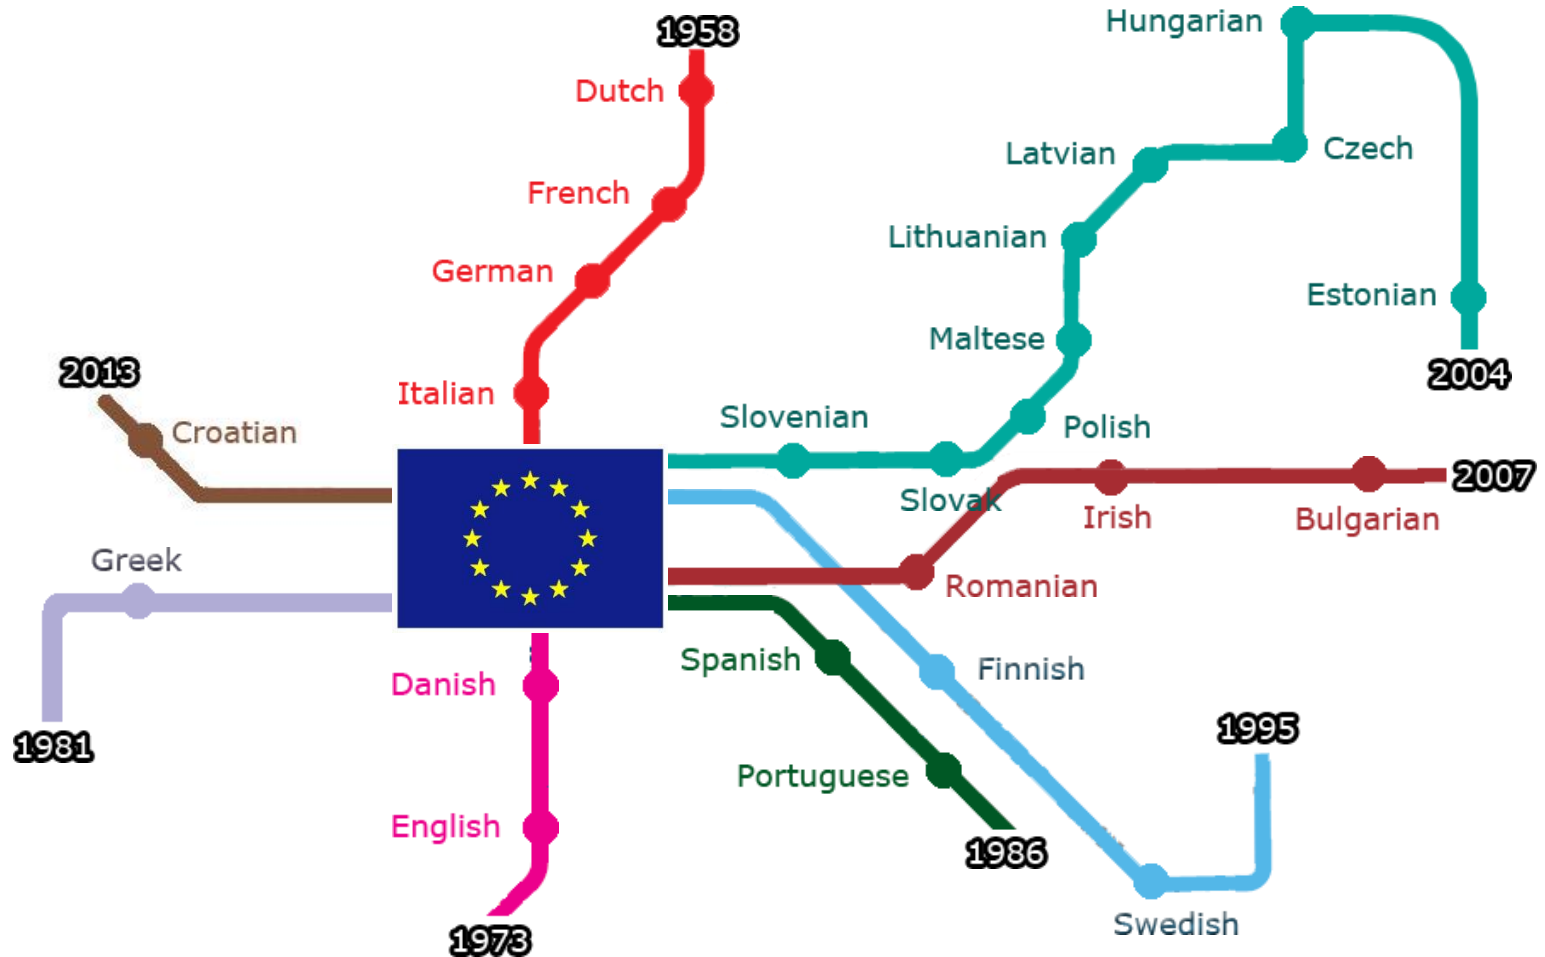 1958
Dutch
French
German
Italian
Hungarian
Latvian
Czech
Lithuanian
Estonian
Maltese
2004
2013
Croatian
Slovenian
Polish
Slovak
2007
Irish
Bulgarian
Greek
Romanian
1981
Danish
Spanish
Finnish
English
Portuguese
1995
1986
1973
Swedish